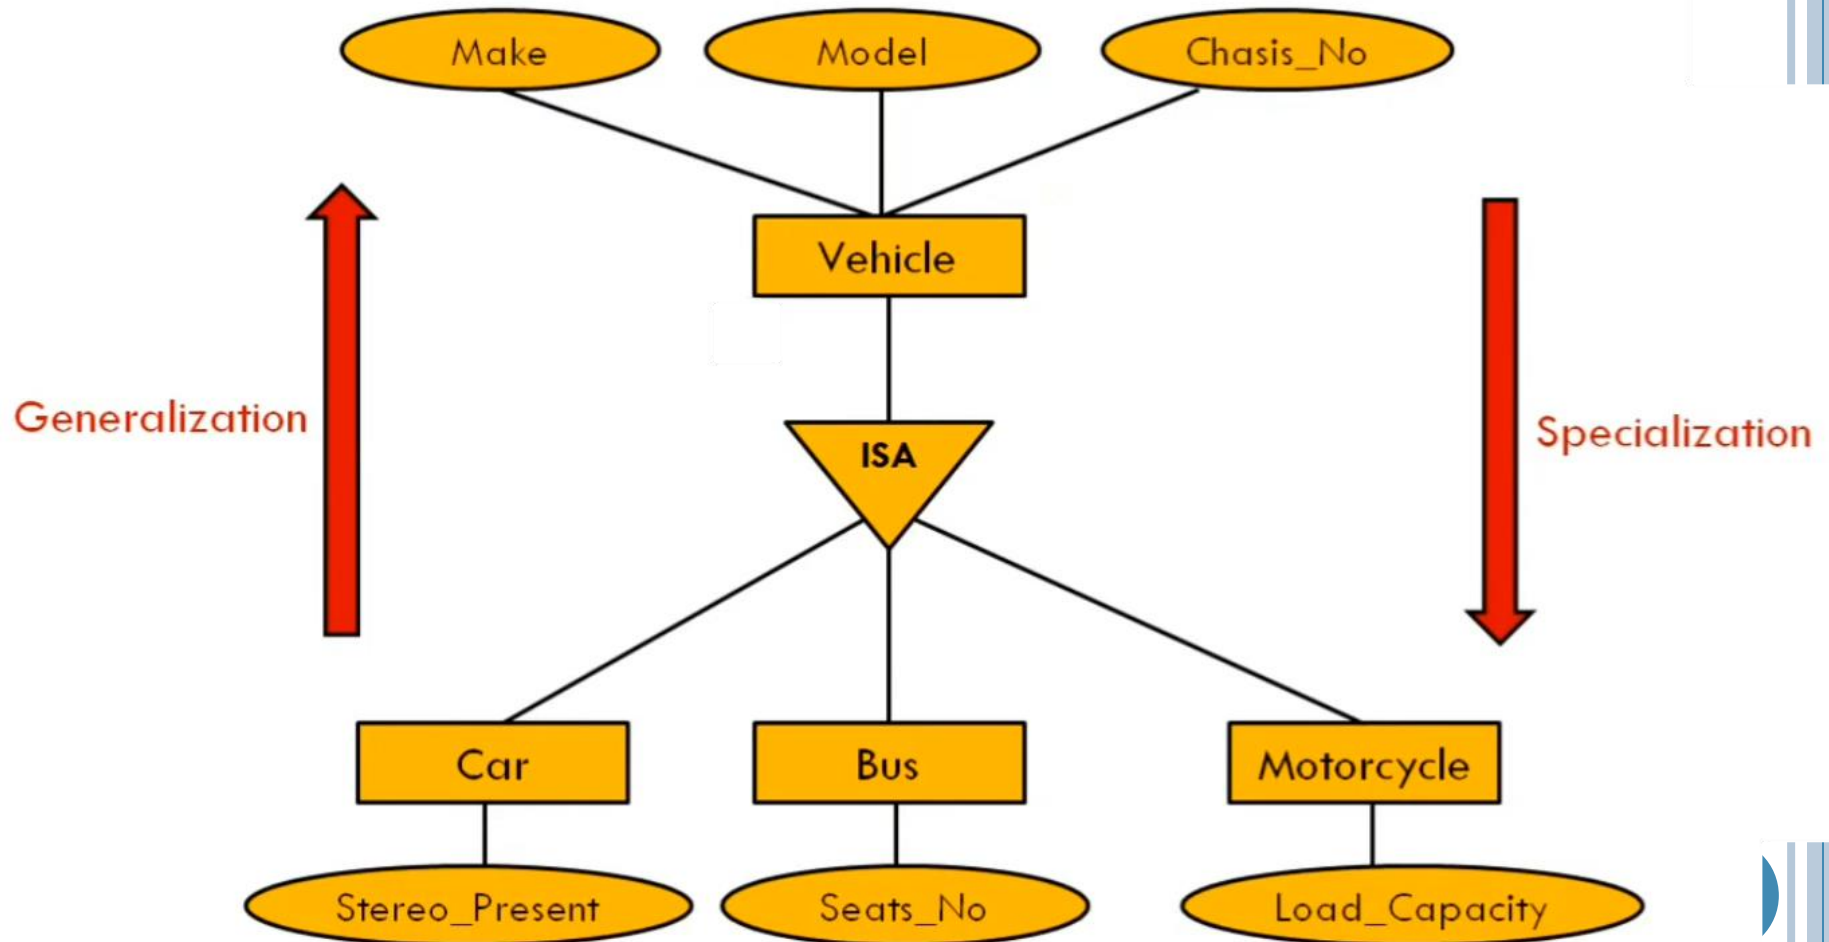 Make
Model
Chasis_No
Vehicle
Generalization
ISA
Specialization
Car
Bus
Motorcycle
Stereo_Present
Seats_No
Load_Capacity